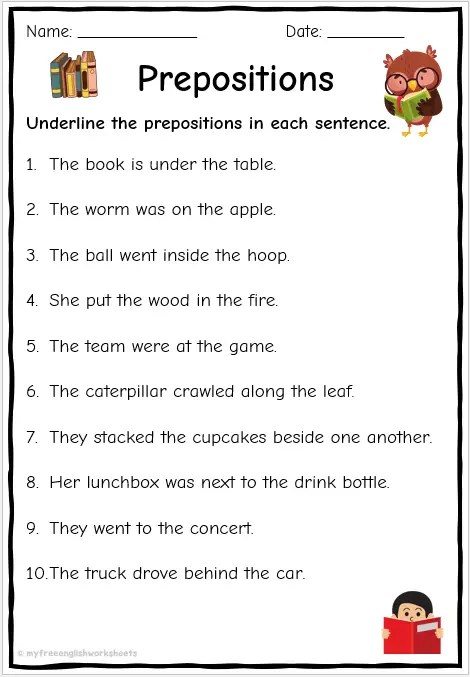 Name: ____________ Date: ________
Prepositions
Underline the prepositions in each sentence.
1. The book is under the table.
2. The worm was on the apple.
3. The ball went inside the hoop.
4. She put the wood in the fire.
5. The team were at the game.
6. The caterpillar crawled along the leaf.
7. They stacked the cupcakes beside one another.
8. Her lunchbox was next to the drink bottle.
9. They went to the concert.
10.The truck drove behind the car.
© myfreeenglishworksheets